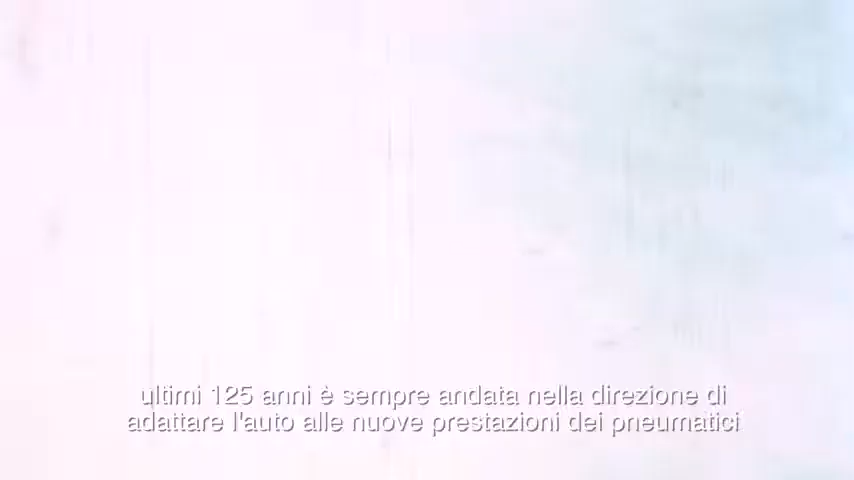 ultimi 125 anni è sempre andata nella direzione di
adattare l'auto alle nuove prestazioni dei pneumatici